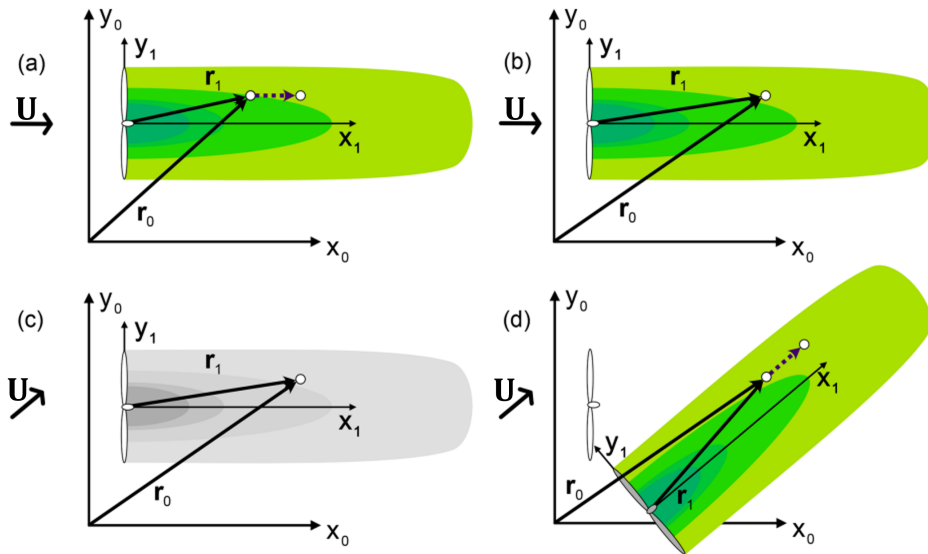 (a)
y₀
y₁
r₁
U
x₁
r₀
x₀
(b)
y₀
y₁
r₁
U
x₁
r₀
x₀
(c)
y₀
y₁
r₁
U
x₁
r₀
x₀
(d)
y₀
U
x₁
y₁
r₀
r₁
x₀